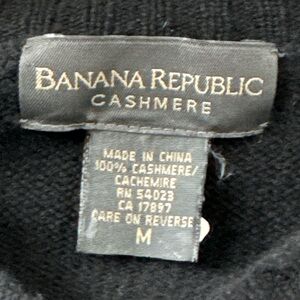 BANANA REPUBLIC
CASHMERE
MADE IN CHINA
100% CASHMERE/
CACHEMIRE
RN 54023
CA 17897
CARE ON REVERSE
M